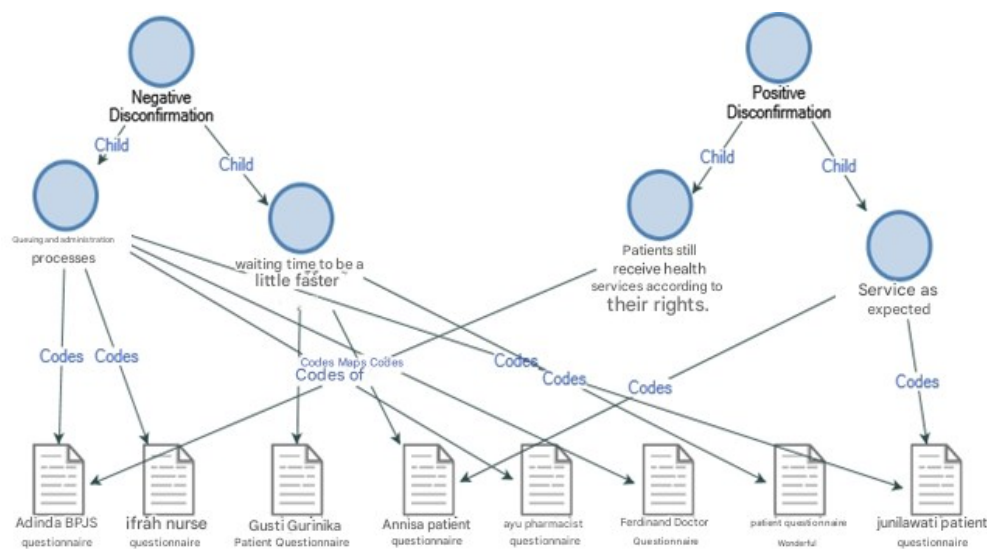 Negative
Disconfirmation
Positive
Disconfirmation
Child
Child
Child
Child
Queuing and administration
processes
waiting time to be a
little faster
Patients still
receive health
services according to
their rights.
Service as
expected
Codes
Codes
Codes Maps Codes
Codes of
Codes
Codes
Codes
Codes
Adinda BPJS
questionnaire
ifrah nurse
questionnaire
Gusti Gurinika
Patient Questionnaire
Annisa patient
questionnaire
ayu pharmacist
questionnaire
Ferdinand Doctor
Questionnaire
patient questionnaire
Wonderful
junilawati patient
questionnaire